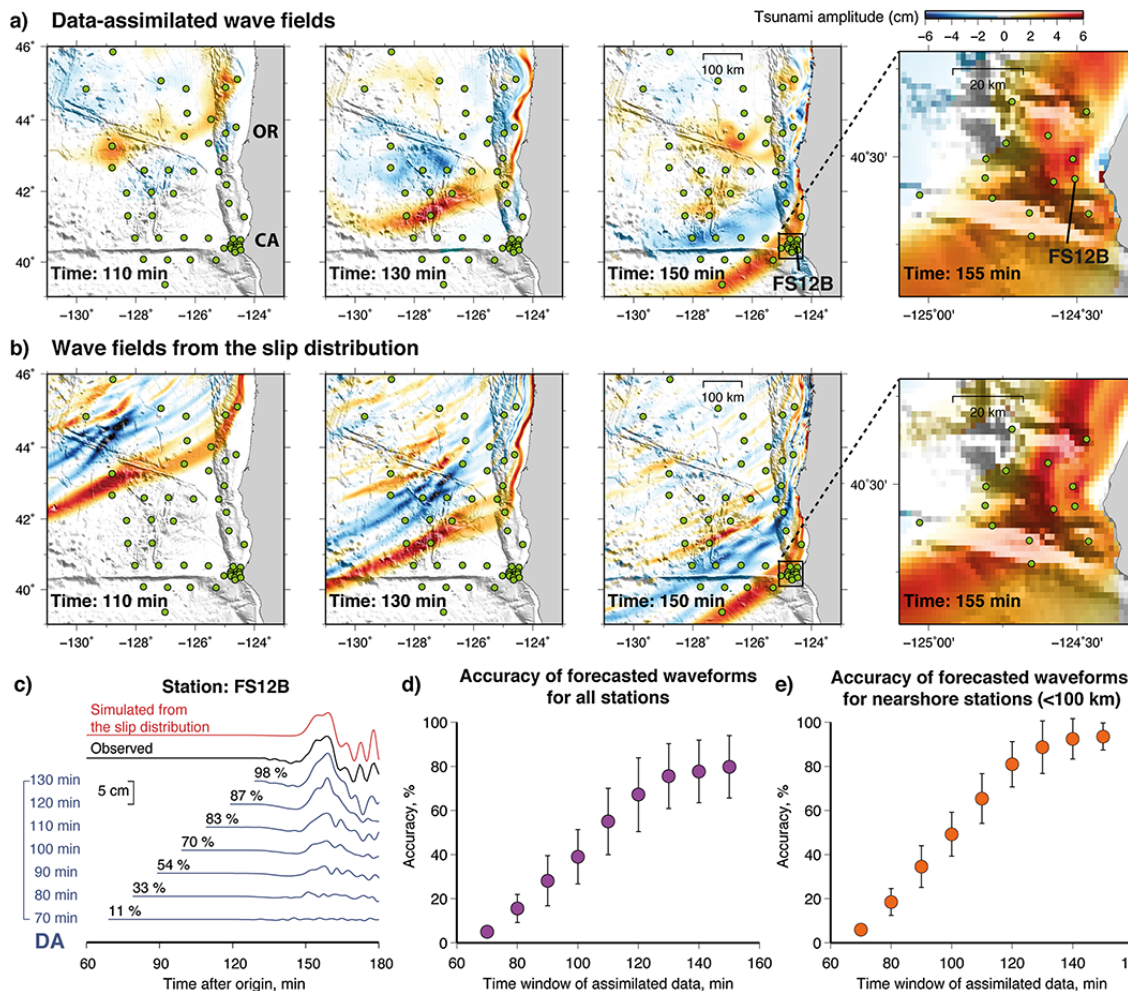 a) Data-assimilated wave fields
Tsunami amplitude (cm)
−6 −4 −2 0 2 4 6
46˚
44˚
42˚
40˚
OR
CA
Time: 110 min
−130˚ −128˚ −126˚ −124˚
Time: 130 min
−130˚ −128˚ −126˚ −124˚
100 km
Time: 150 min
FS12B
−130˚ −128˚ −126˚ −124˚
20 km
40˚30'
FS12B
Time: 155 min
−125˚00' −124˚30'
b) Wave fields from the slip distribution
46˚
44˚
42˚
40˚
Time: 110 min
−130˚ −128˚ −126˚ −124˚
Time: 130 min
−130˚ −128˚ −126˚ −124˚
100 km
Time: 150 min
−130˚ −128˚ −126˚ −124˚
20 km
40˚30'
Time: 155 min
−125˚00' −124˚30'
c)
Station: FS12B
Simulated from
the slip distribution
Observed
5 cm
130 min 98 %
120 min 87 %
110 min 83 %
100 min 70 %
90 min 54 %
80 min 33 %
70 min 11 %
DA
60 90 120 150 180
Time after origin, min
d) Accuracy of forecasted waveforms
for all stations
Accuracy, %
100
80
60
40
20
0
60 80 100 120 140 160
Time window of assimilated data, min
e) Accuracy of forecasted waveforms
for nearshore stations (<100 km)
Accuracy, %
100
80
60
40
20
0
60 80 100 120 140
Time window of assimilated data, min